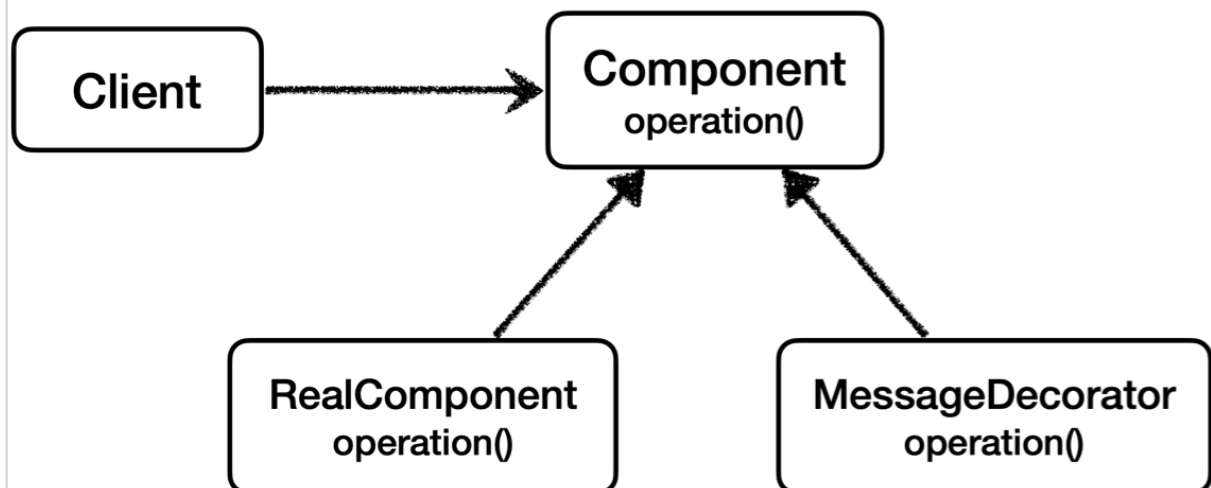 Client
Component
operation()
RealComponent
operation()
MessageDecorator
operation()